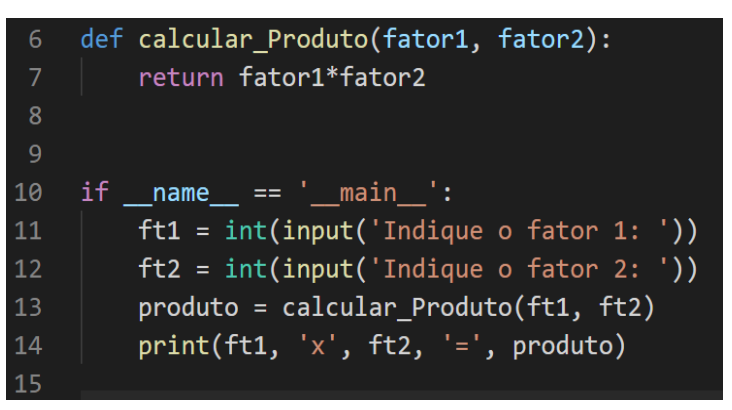 6 def calcular_Produto(fator1, fator2):
7     return fator1*fator2
8
9
10 if __name__ == '__main__':
11     ft1 = int(input('Indique o fator 1: '))
12     ft2 = int(input('Indique o fator 2: '))
13     produto = calcular_Produto(ft1, ft2)
14     print(ft1, 'x', ft2, '=', produto)
15